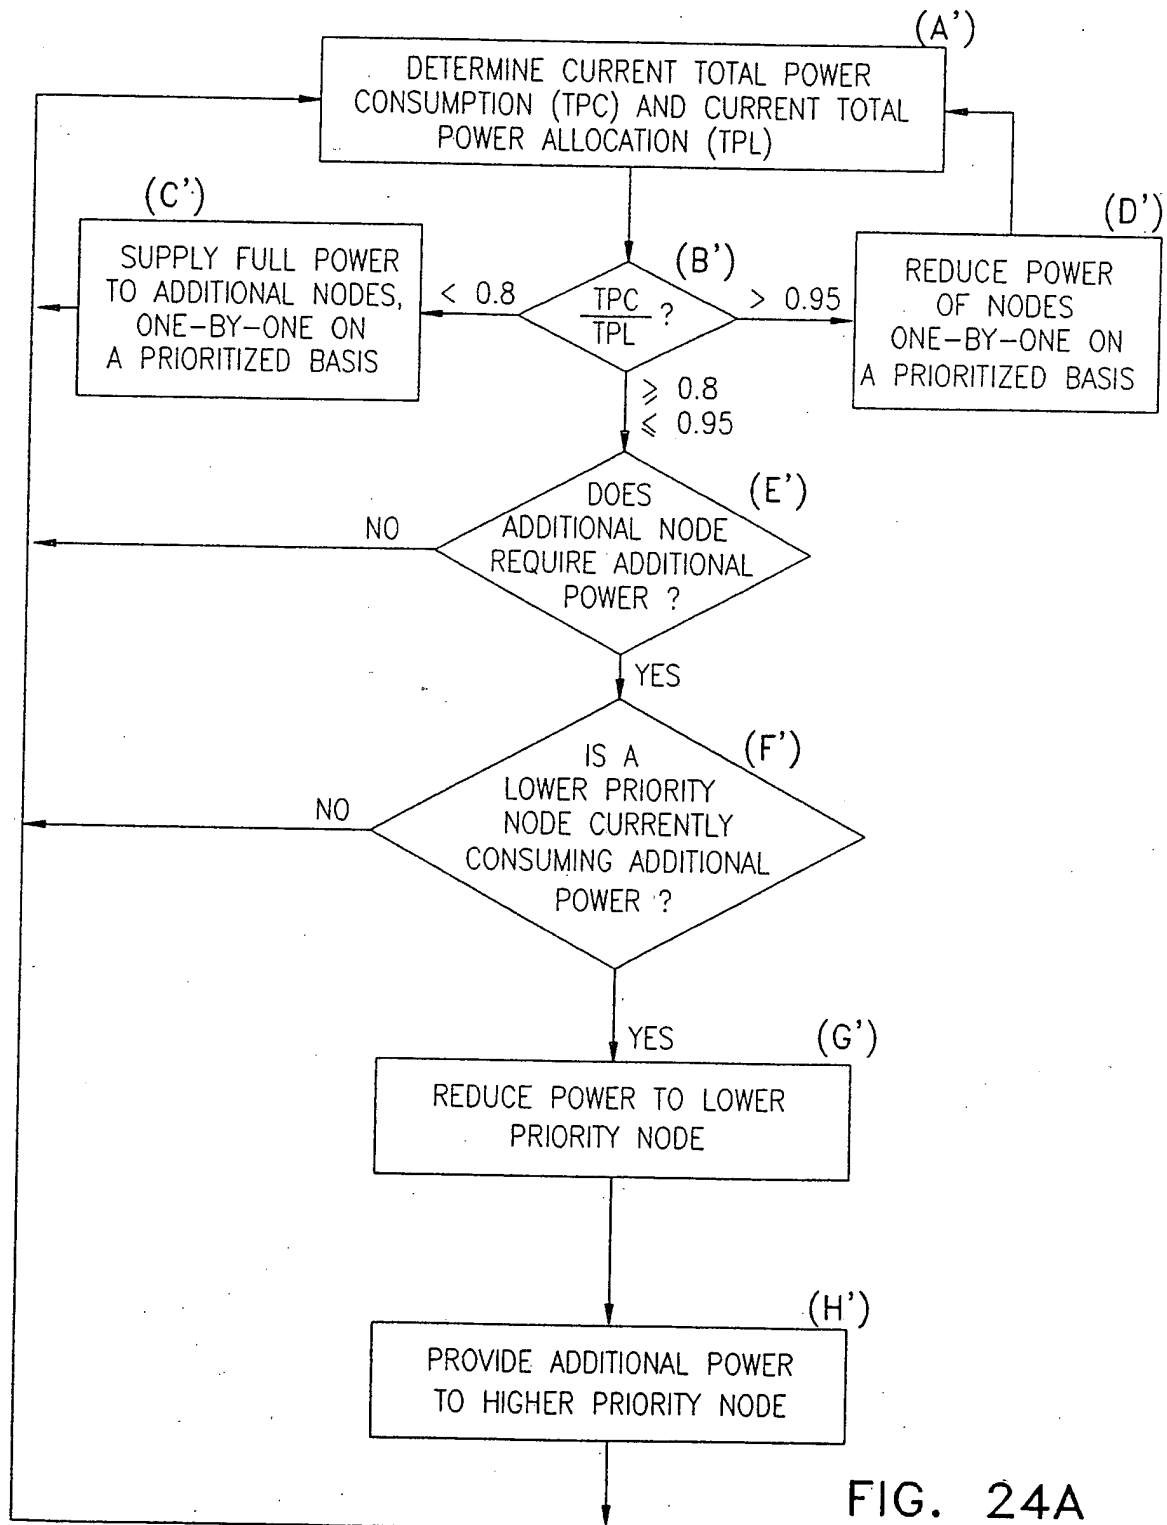 (A')
DETERMINE CURRENT TOTAL POWER
CONSUMPTION (TPC) AND CURRENT TOTAL
POWER ALLOCATION (TPL)
(C')
SUPPLY FULL POWER
TO ADDITIONAL NODES,
ONE-BY-ONE ON
A PRIORITIZED BASIS
< 0.8
(B')
TPC
TPL
?
> 0.95
(D')
REDUCE POWER
OF NODES
ONE-BY-ONE ON
A PRIORITIZED BASIS
⩾ 0.8
⩽ 0.95
(E')
DOES
ADDITIONAL NODE
REQUIRE ADDITIONAL
POWER ?
NO
YES
(F')
IS A
LOWER PRIORITY
NODE CURRENTLY
CONSUMING ADDITIONAL
POWER ?
NO
YES
(G')
REDUCE POWER TO LOWER
PRIORITY NODE
(H')
PROVIDE ADDITIONAL POWER
TO HIGHER PRIORITY NODE
FIG. 24A